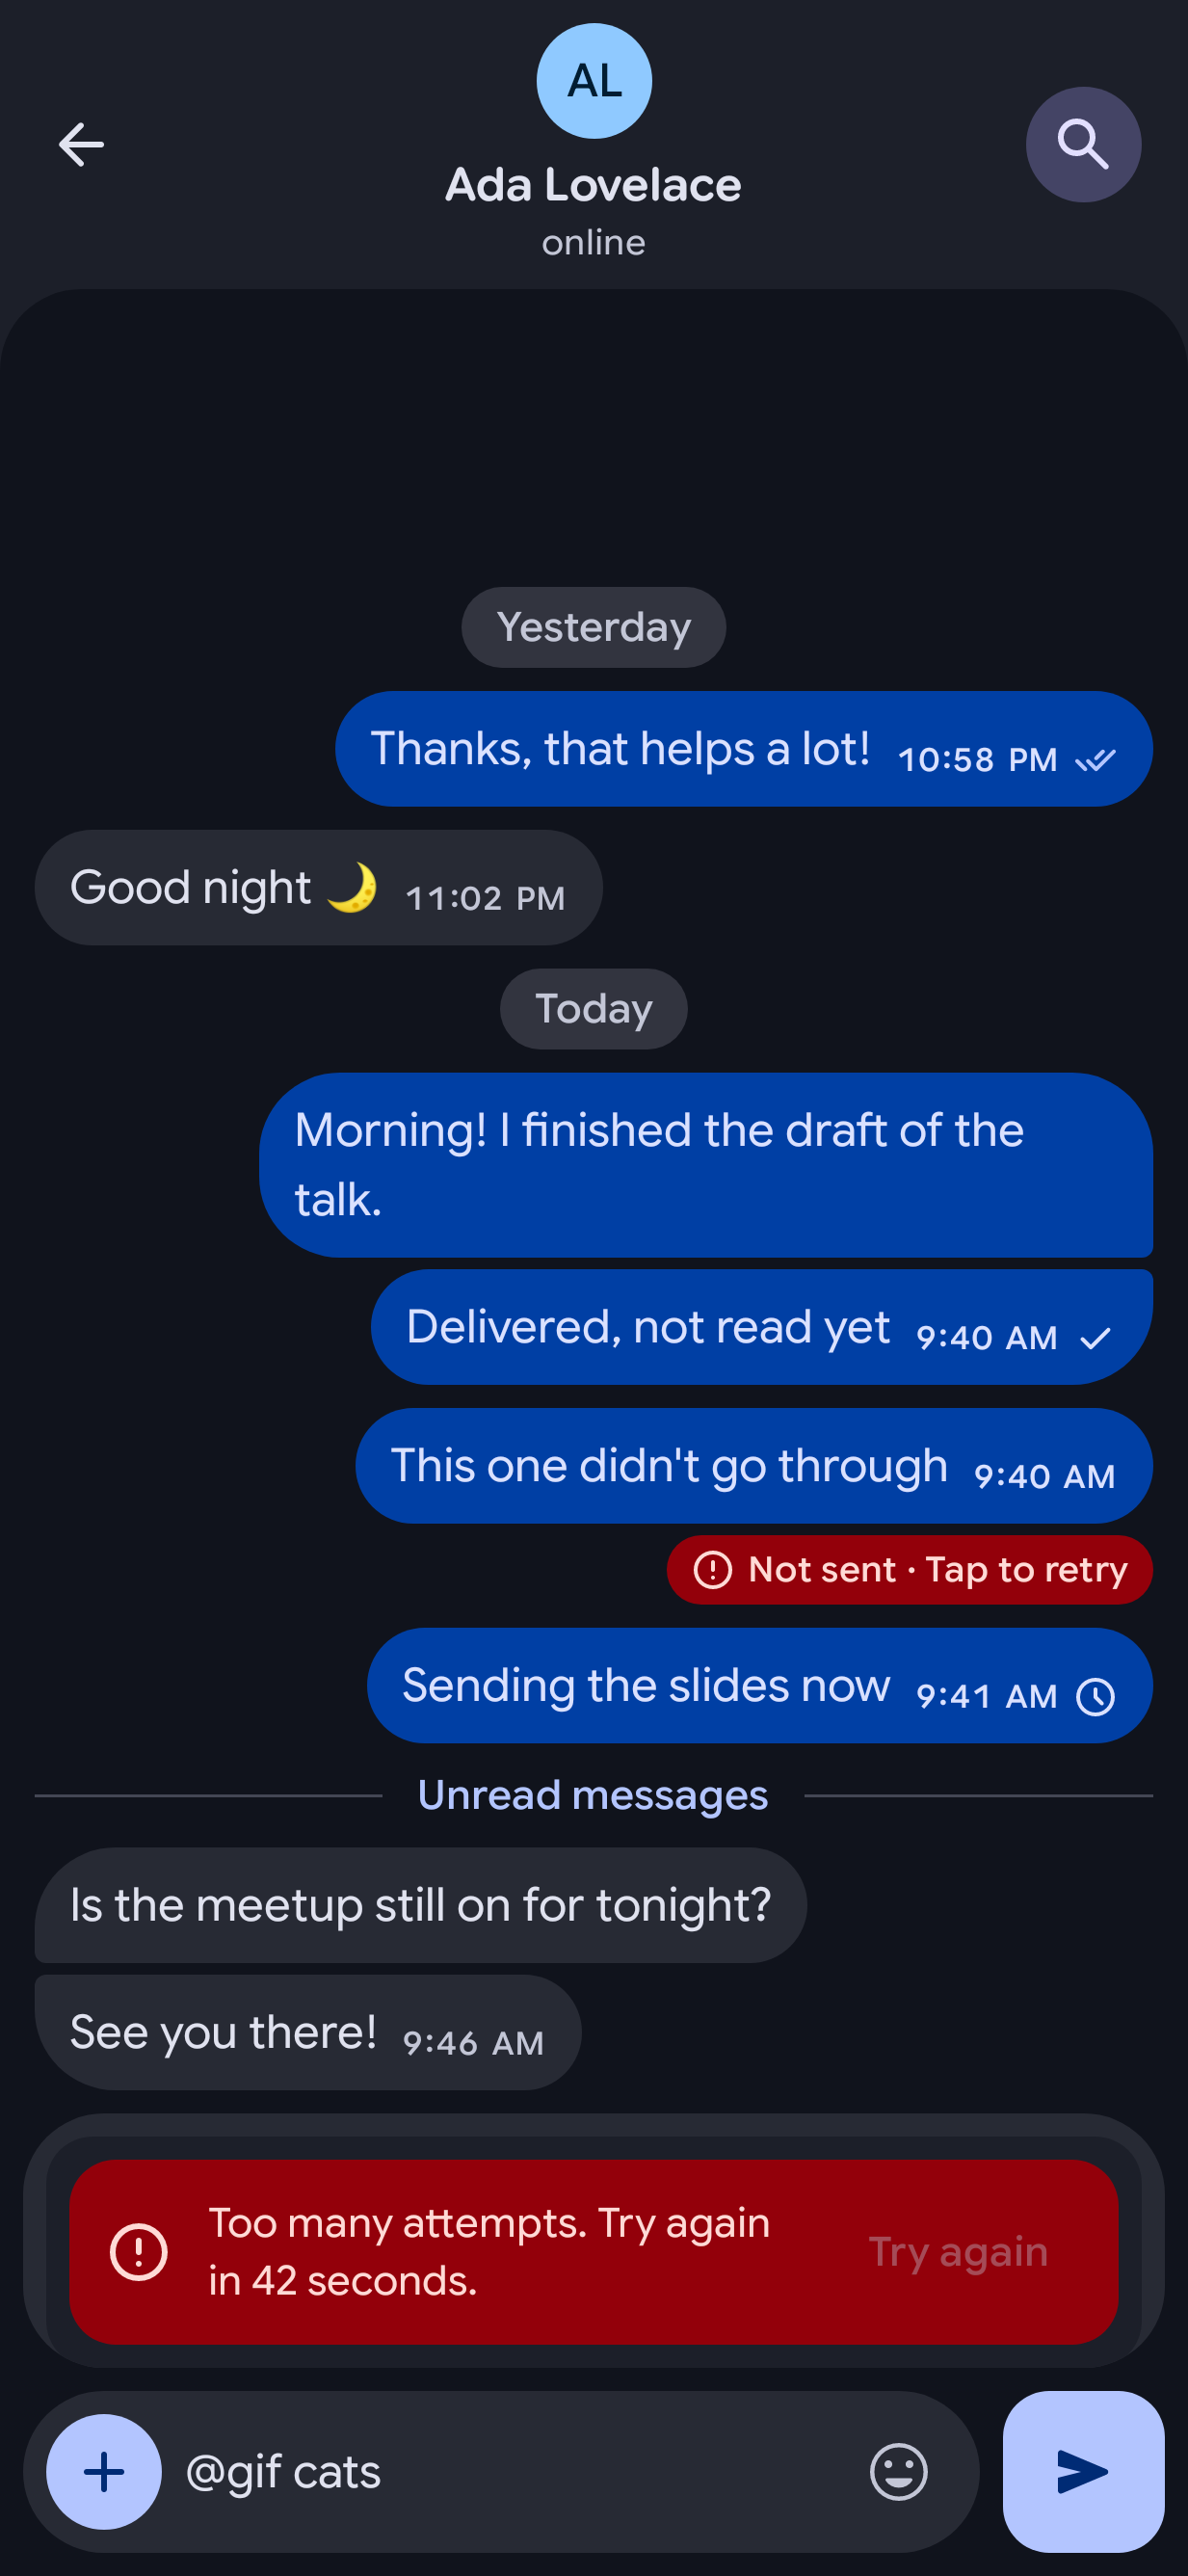 AL
Ada Lovelace
online
Yesterday
Thanks, that helps a lot! 10:58 PM
Good night 🌙 11:02 PM
Today
Morning! I finished the draft of the
talk.
Delivered, not read yet 9:40 AM
This one didn't go through 9:40 AM
Not sent · Tap to retry
Sending the slides now 9:41 AM
Unread messages
Is the meetup still on for tonight?
See you there! 9:46 AM
Too many attempts. Try again
in 42 seconds.
Try again
@gif cats